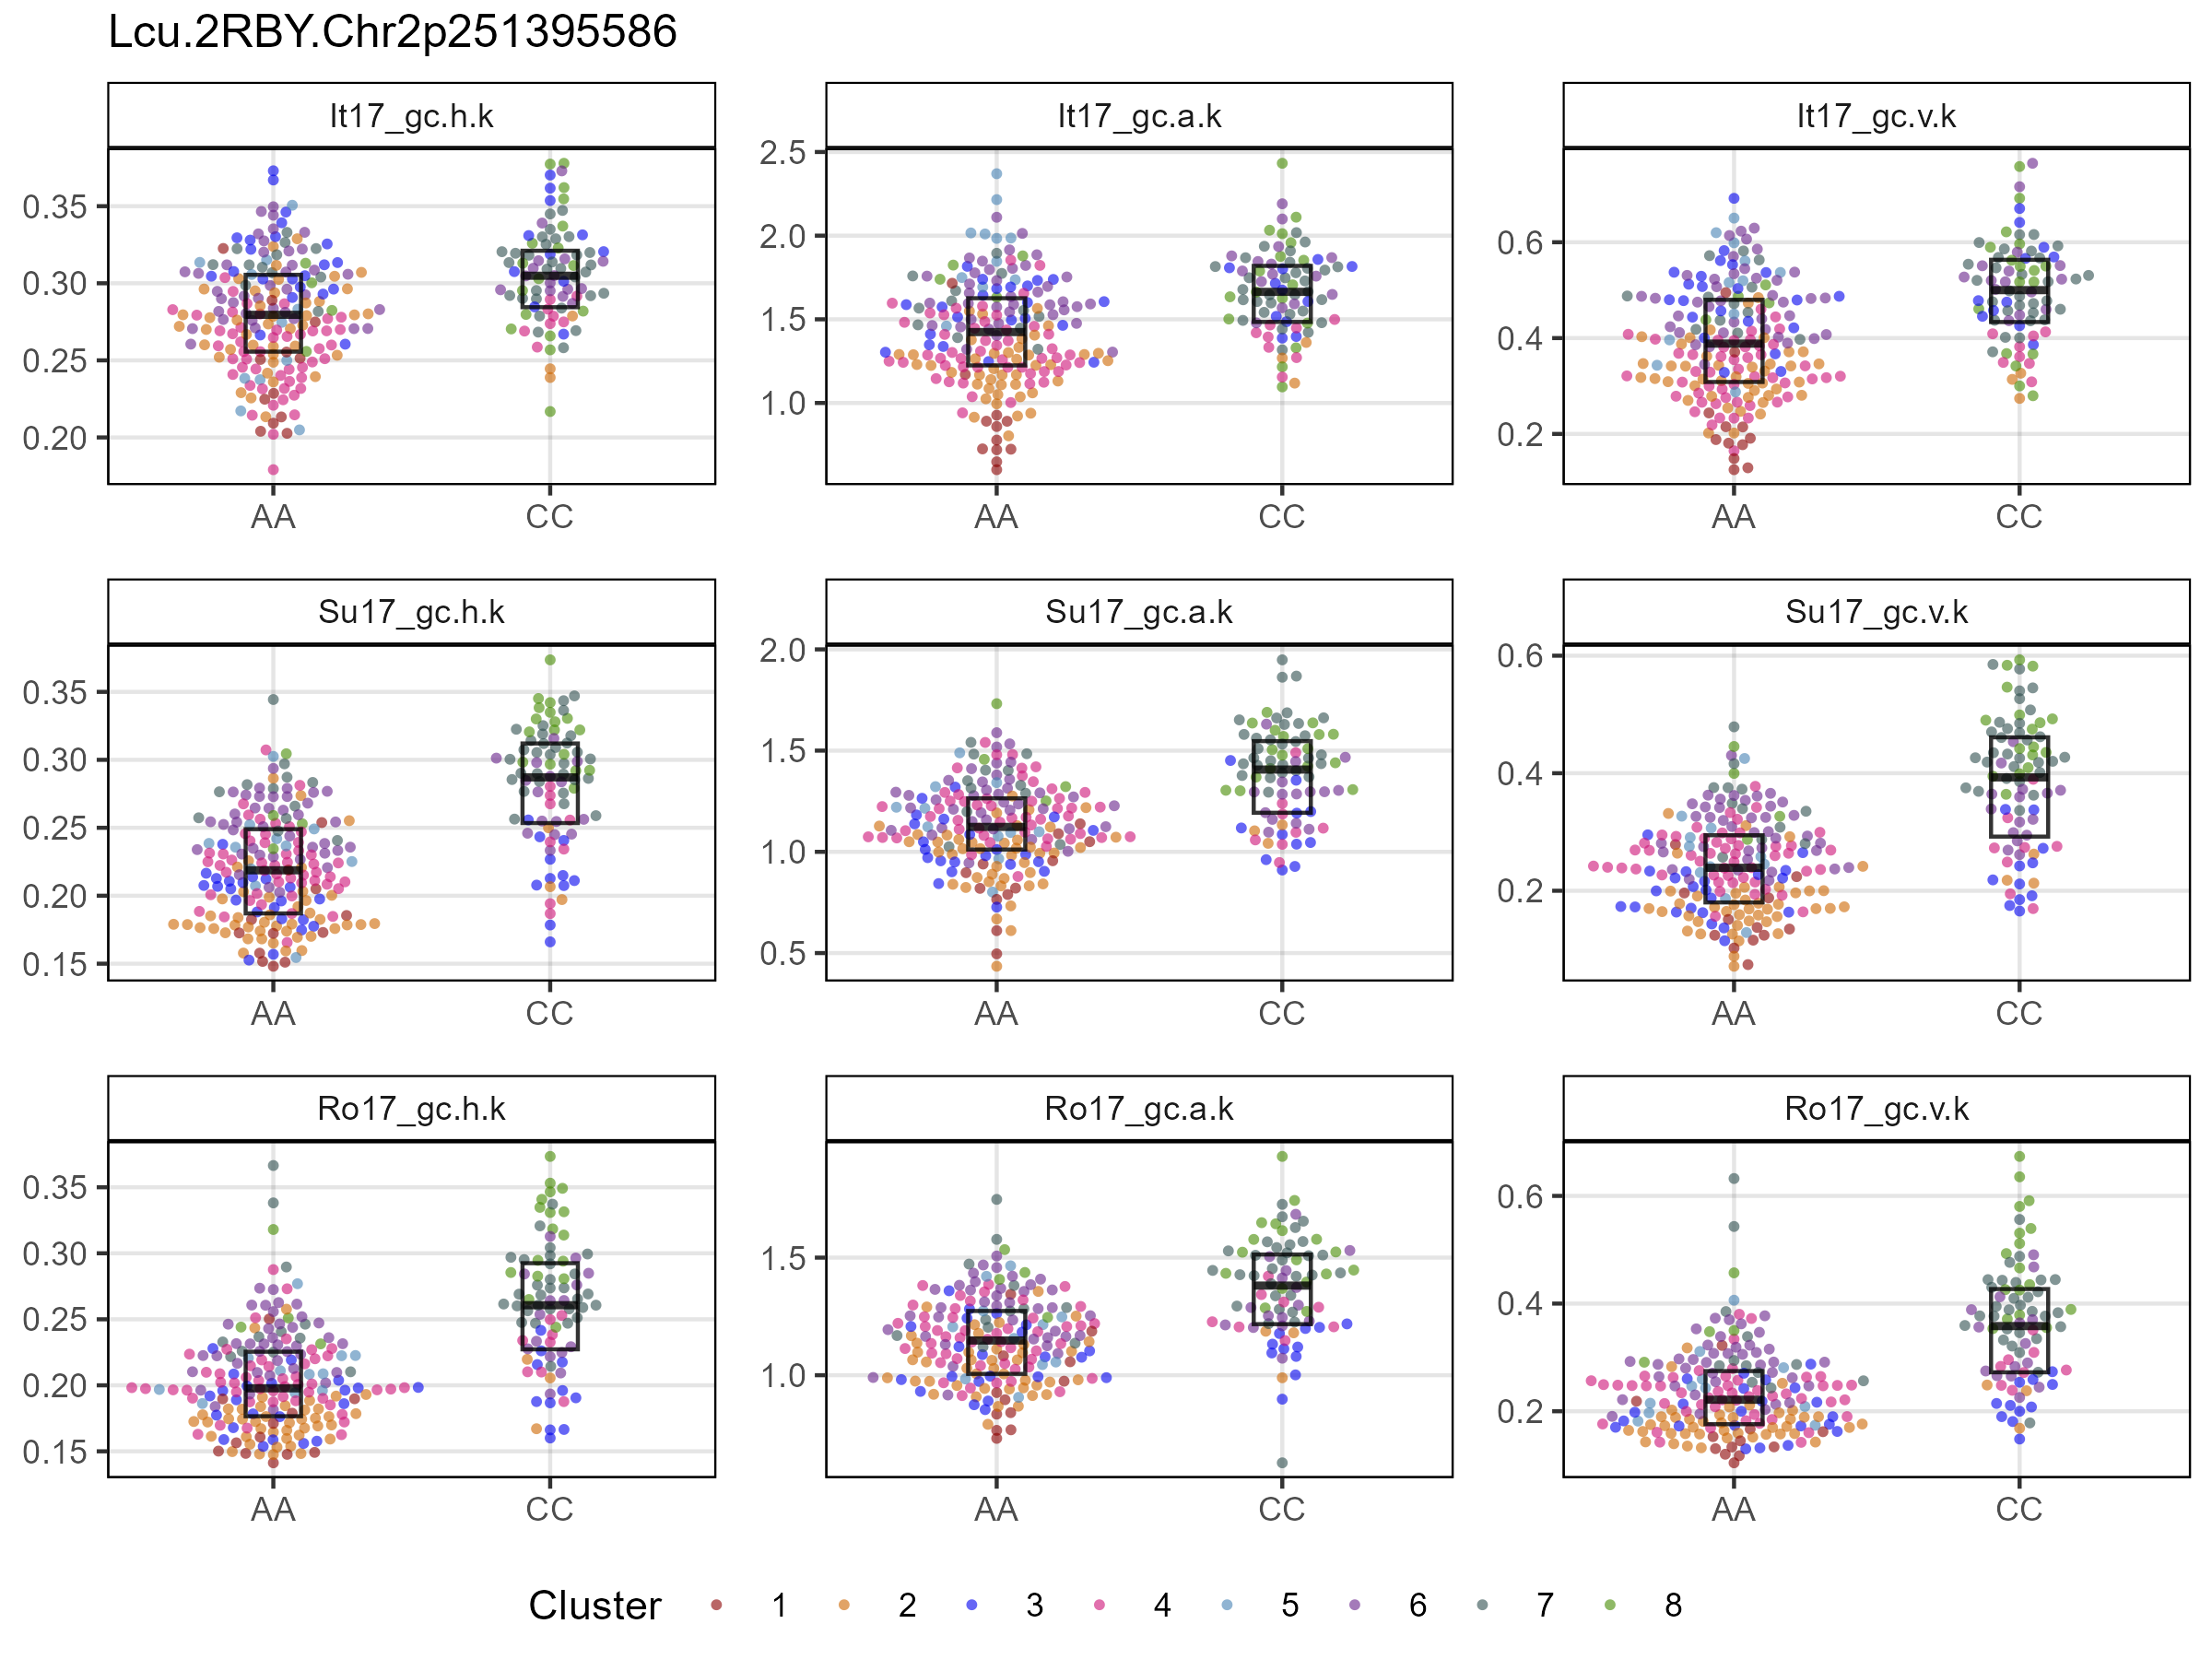 Lcu.2RBY.Chr2p251395586
It17_gc.h.k
It17_gc.a.k
It17_gc.v.k
0.35
0.30
0.25
0.20
2.5
2.0
1.5
1.0
0.6
0.4
0.2
AA
CC
AA
CC
AA
CC
Su17_gc.h.k
Su17_gc.a.k
Su17_gc.v.k
0.35
0.30
0.25
0.20
0.15
2.0
1.5
1.0
0.5
0.6
0.4
0.2
AA
CC
AA
CC
AA
CC
Ro17_gc.h.k
Ro17_gc.a.k
Ro17_gc.v.k
0.35
0.30
0.25
0.20
0.15
1.5
1.0
0.6
0.4
0.2
AA
CC
AA
CC
AA
CC
Cluster 1 2 3 4 5 6 7 8